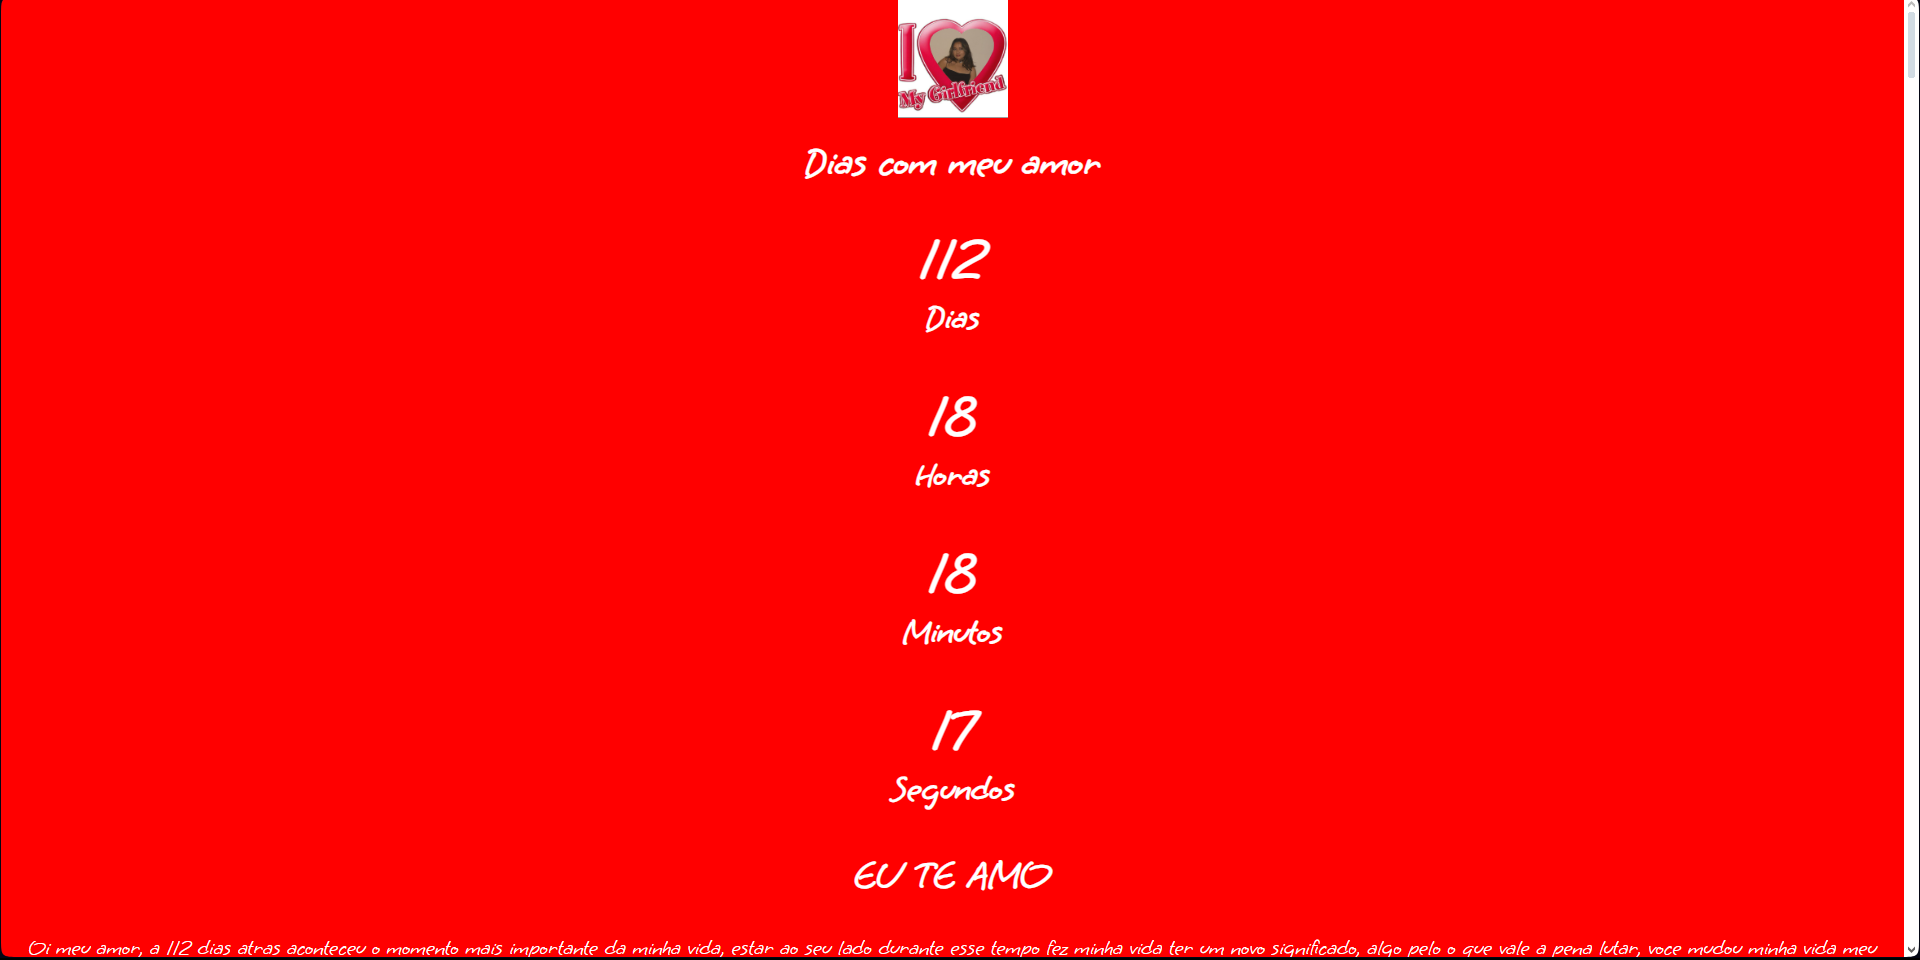 I
My Girlfriend
Dias com meu amor
112
Dias
18
Horas
18
Minutos
17
Segundos
EU TE AMO
Oi meu amor, a 112 dias atras aconteceu o momento mais importante da minha vida, estar ao seu lado durante esse tempo fez minha vida ter um novo significado, algo pelo o que vale a pena lutar, voce mudou minha vida meu